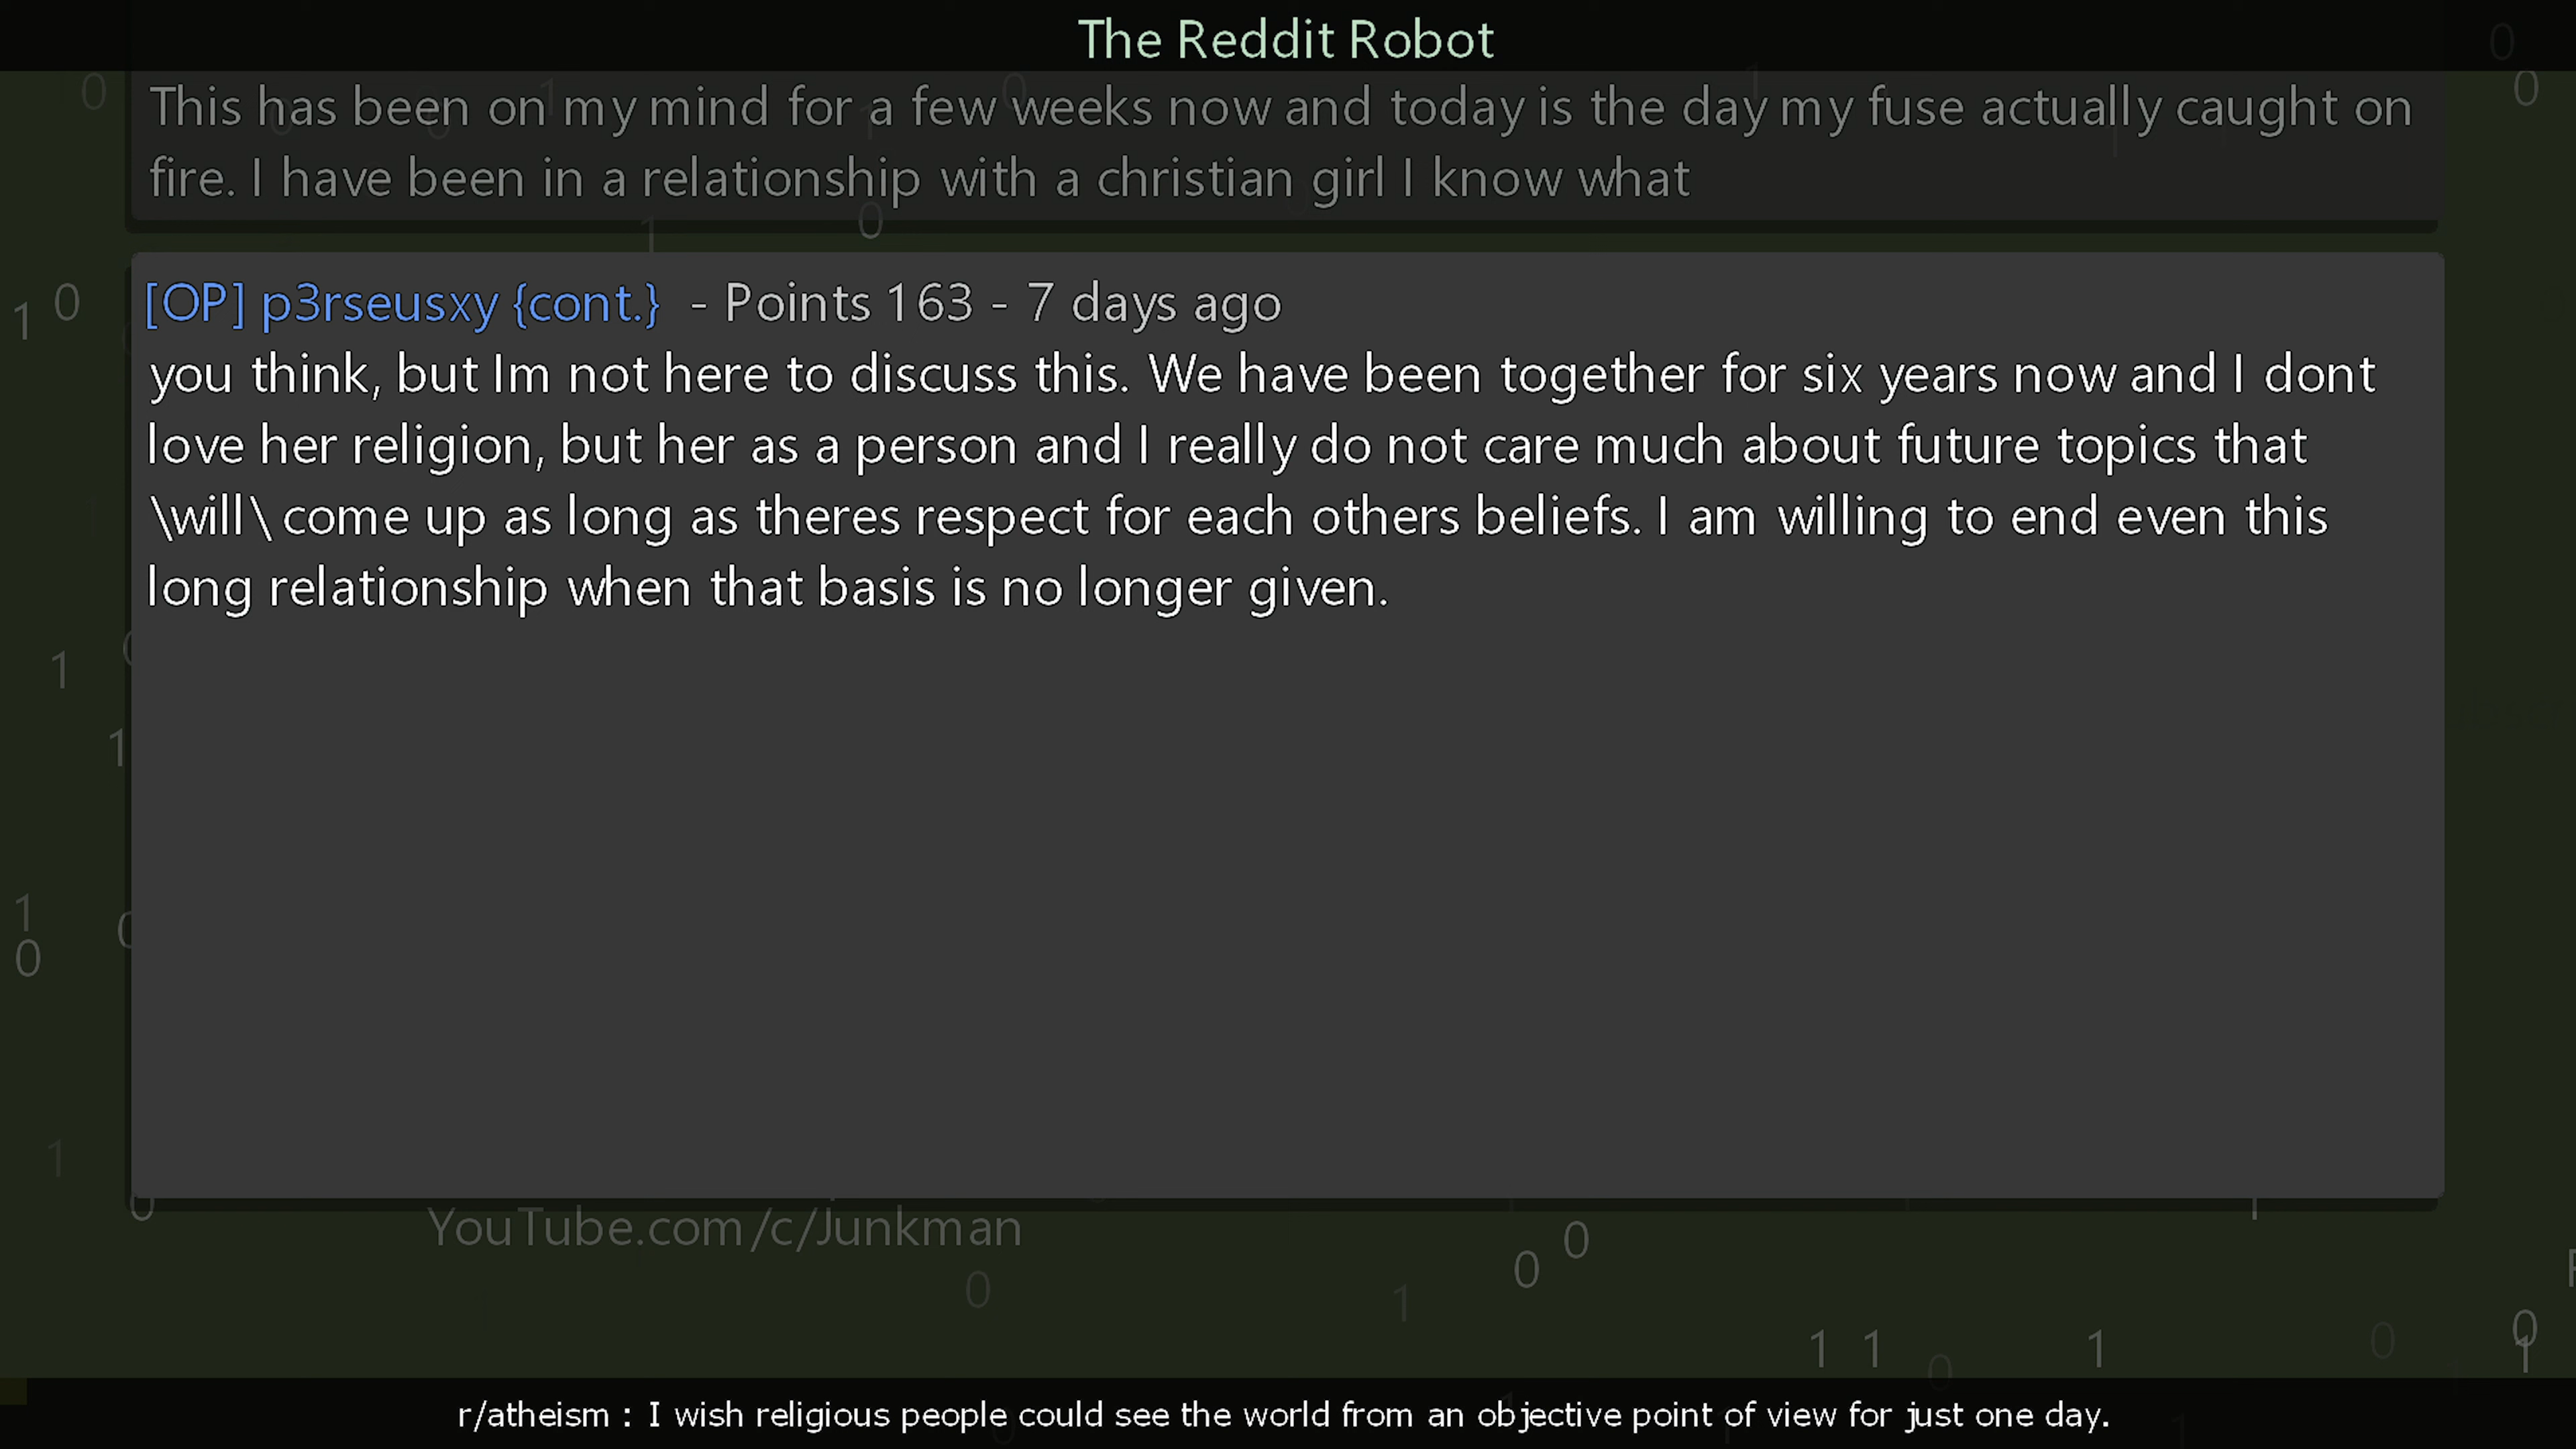 The Reddit Robot
This has been on my mind for a few weeks now and today is the day my fuse actually caught on
fire. I have been in a relationship with a christian girl I know what
[OP] p3rseusxy {cont.} - Points 163 - 7 days ago
you think, but Im not here to discuss this. We have been together for six years now and I dont
love her religion, but her as a person and I really do not care much about future topics that
\will\ come up as long as theres respect for each others beliefs. I am willing to end even this
long relationship when that basis is no longer given.
YouTube.com/c/Junkman
r/atheism : I wish religious people could see the world from an objective point of view for just one day.